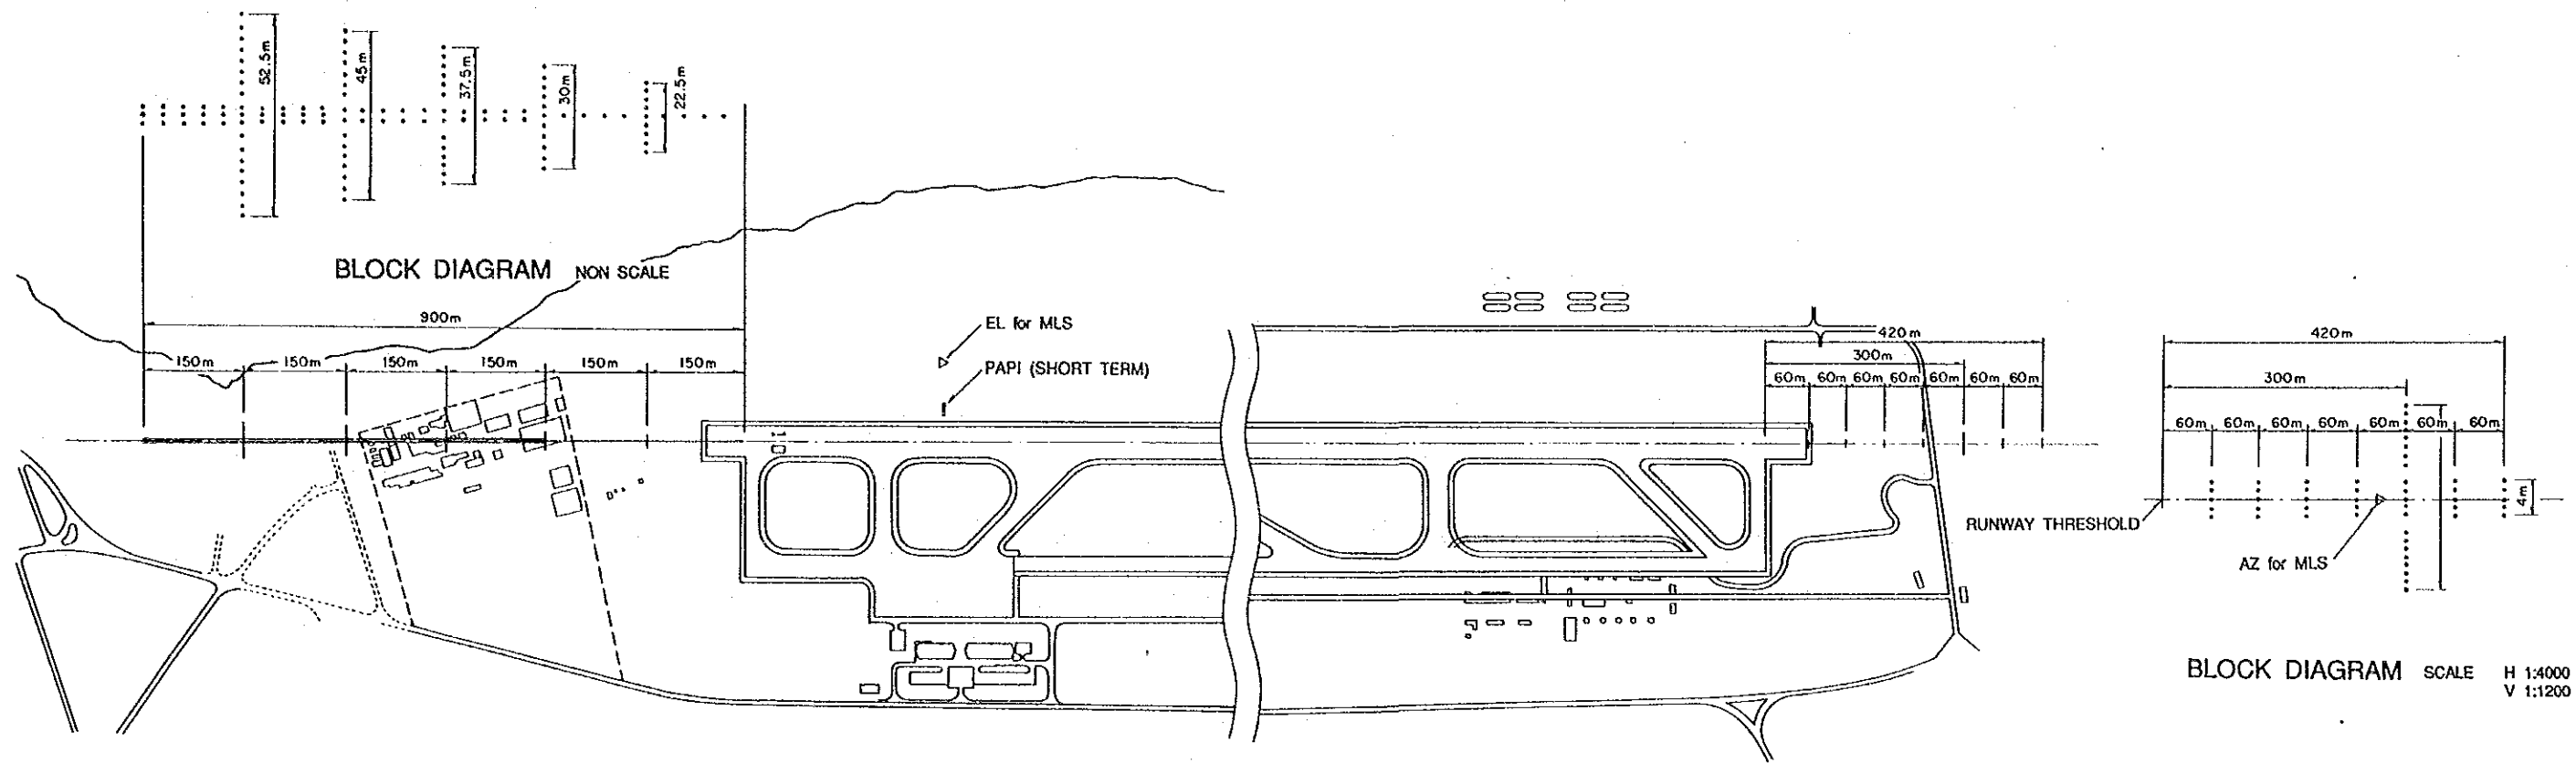 52.5m
45m
37.5m
30m
22.5m
BLOCK DIAGRAM NON SCALE
900m
150m 150m 150m 150m 150m 150m
EL for MLS
PAPI (SHORT TERM)
420m
300m
60m 60m 60m 60m 60m 60m 60m
420m
300m
60m 60m 60m 60m 60m 60m 60m
4m
RUNWAY THRESHOLD
AZ for MLS
BLOCK DIAGRAM SCALE H 1:4000
V 1:1200